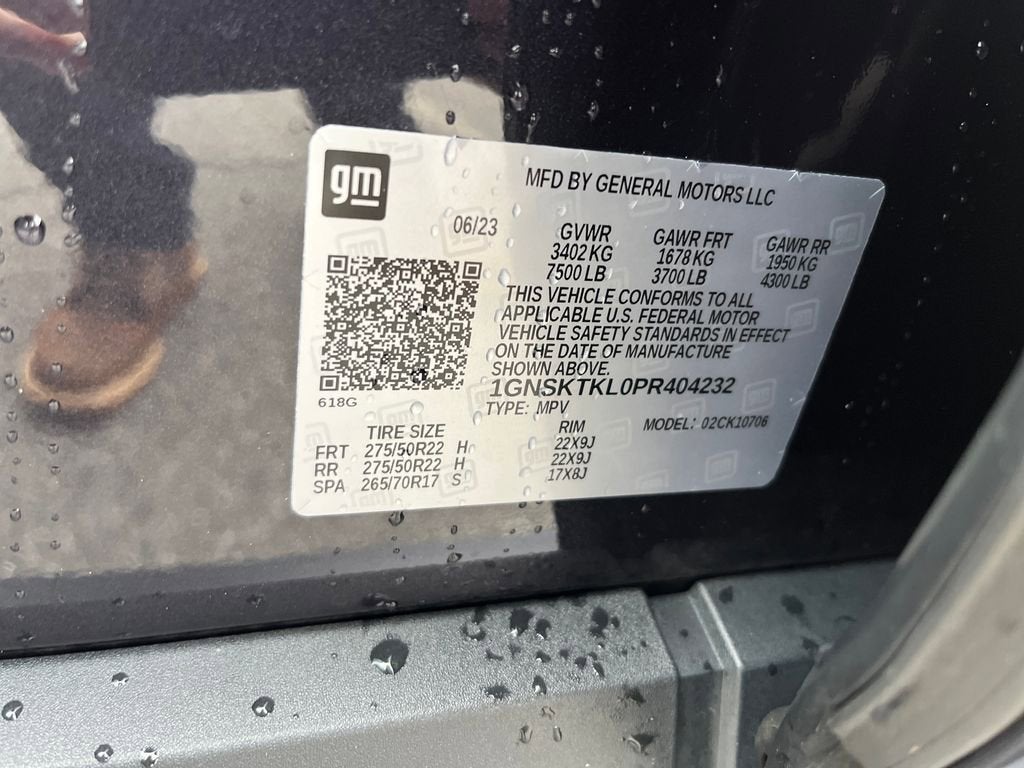 gm
MFD BY GENERAL MOTORS LLC
06/23
GVWR GAWR FRT GAWR RR
3402 KG 1678 KG 1950 KG
7500 LB 3700 LB 4300 LB
THIS VEHICLE CONFORMS TO ALL
APPLICABLE U.S. FEDERAL MOTOR
VEHICLE SAFETY STANDARDS IN EFFECT
ON THE DATE OF MANUFACTURE
SHOWN ABOVE.
1GNSKTKL0PR404232
618G
TYPE: MPV MODEL: 02CK10706
TIRE SIZE RIM
FRT 275/50R22 H 22X9J
RR 275/50R22 H 22X9J
SPA 265/70R17 S 17X8J